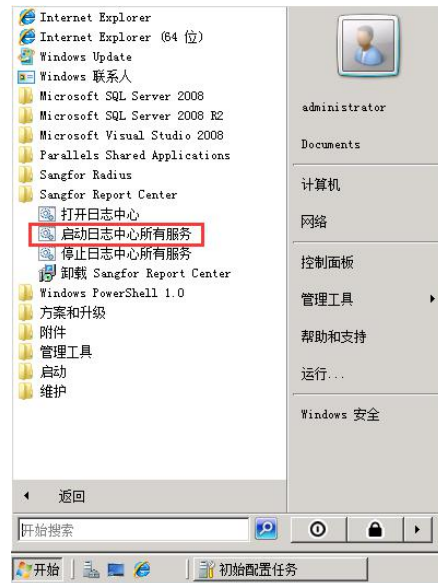 Internet Explorer
Internet Explorer (64 位)
Windows Update
Windows 联系人
Microsoft SQL Server 2008
Microsoft SQL Server 2008 R2
Microsoft Visual Studio 2008
Parallels Shared Applications
Sangfor Radius
Sangfor Report Center
打开日志中心
启动日志中心所有服务
停止日志中心所有服务
卸载 Sangfor Report Center
Windows PowerShell 1.0
方案和升级
附件
管理工具
启动
维护
返回
开始搜索
administrator
Documents
计算机
网络
控制面板
管理工具
帮助和支持
运行...
Windows 安全
开始
初始配置任务